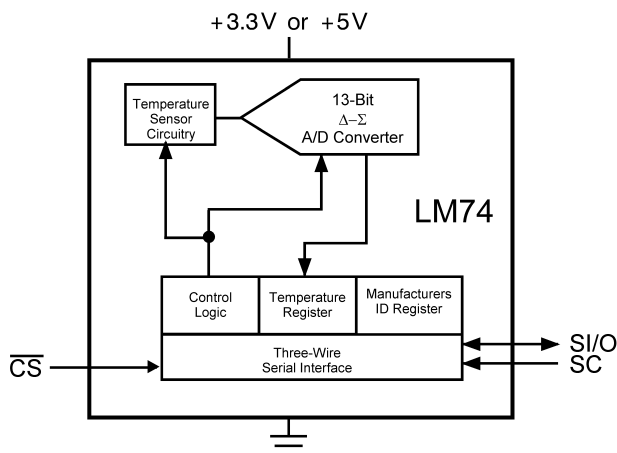 +3.3V or +5V
Temperature
Sensor
Circuitry
13-Bit
Δ–Σ
A/D Converter
LM74
Control
Logic
Temperature
Register
Manufacturers
ID Register
Three-Wire
Serial Interface
C̅S̅
SI/O
SC